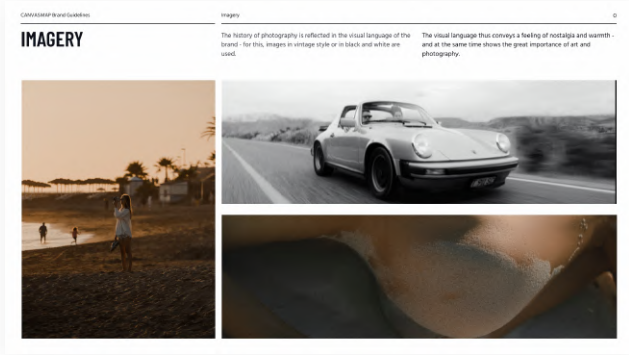 CANVASMAP Brand Guidelines
Imagery
IMAGERY
The history of photography is reflected in the visual language of the
brand - for this, images in vintage style or in black and white are
used.
The visual language thus conveys a feeling of nostalgia and warmth -
and at the same time shows the great importance of art and
photography.